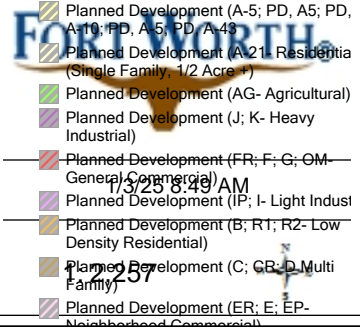 Planned Development (A-5; PD, A5; PD,
A-10; PD, A-5; PD, A-43
FORT WORTH®
Planned Development (A-21- Residential
(Single Family, 1/2 Acre +)
Planned Development (AG- Agricultural)
Planned Development (J; K- Heavy
Industrial)
Planned Development (FR; F; G; OM-
General Commercial)
1/3/25 8:49 AM
Planned Development (IP; I- Light Indust
Planned Development (B; R1; R2- Low
Density Residential)
N
Planned Development (C; CR; D-Multi
Family)
S
Planned Development (ER; E; EP-
Neighborhood Commercial)